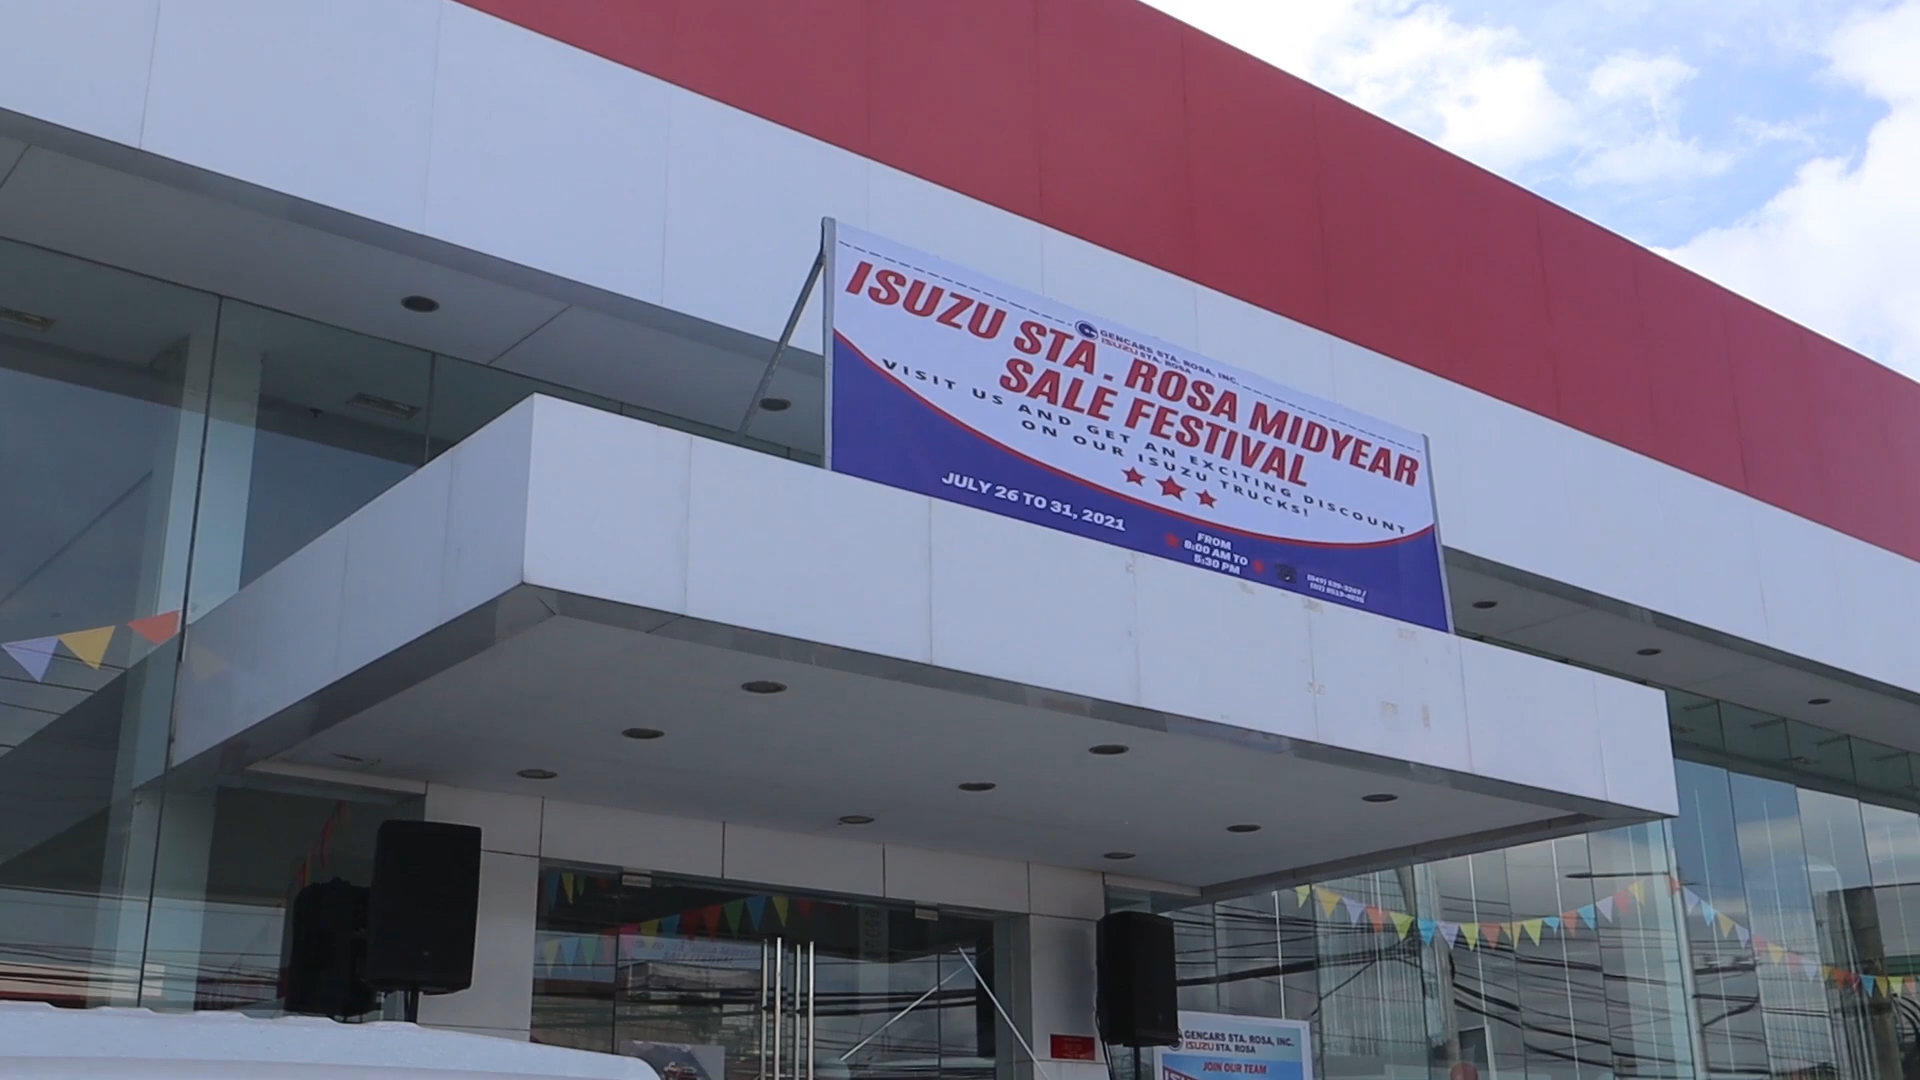 GENCARS STA. ROSA, INC.
ISUZU STA. ROSA
ISUZU STA. ROSA MIDYEAR
SALE FESTIVAL
VISIT US AND GET AN EXCITING DISCOUNT
ON OUR ISUZU TRUCKS!
JULY 26 TO 31, 2021
FROM
8:00 AM TO
5:30 PM
GENCARS STA. ROSA, INC.
ISUZU STA. ROSA
JOIN OUR TEAM